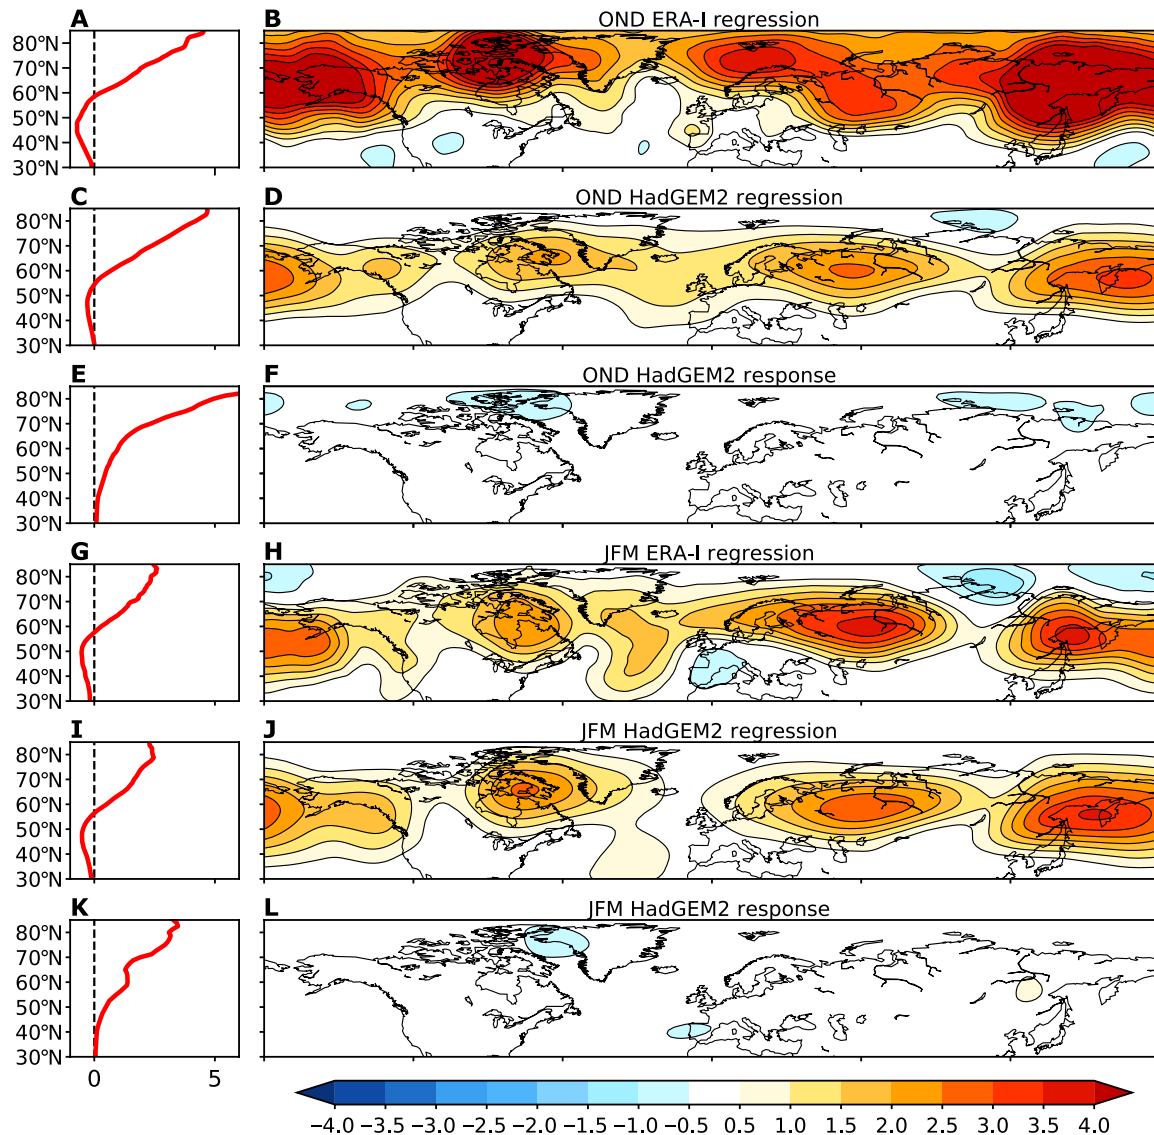 A B OND ERA-I regression
80°N
70°N
60°N
50°N
40°N
30°N
C D OND HadGEM2 regression
80°N
70°N
60°N
50°N
40°N
30°N
E F OND HadGEM2 response
80°N
70°N
60°N
50°N
40°N
30°N
G H JFM ERA-I regression
80°N
70°N
60°N
50°N
40°N
30°N
I J JFM HadGEM2 regression
80°N
70°N
60°N
50°N
40°N
30°N
K L JFM HadGEM2 response
80°N
70°N
60°N
50°N
40°N
30°N
0 5
−4.0 −3.5 −3.0 −2.5 −2.0 −1.5 −1.0 −0.5 0.5 1.0 1.5 2.0 2.5 3.0 3.5 4.0